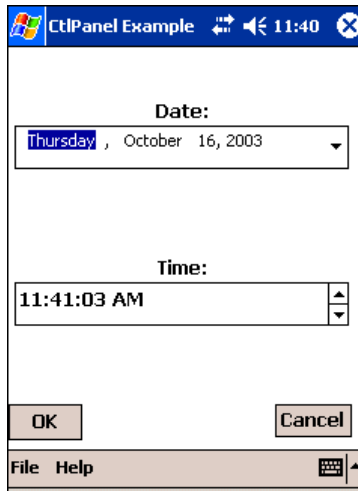 CtlPanel Example 11:40
Date:
Thursday , October 16, 2003
Time:
11:41:03 AM
OK Cancel
File Help